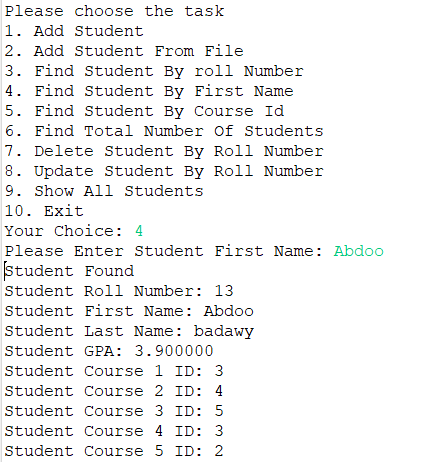 Please choose the task
1. Add Student
2. Add Student From File
3. Find Student By roll Number
4. Find Student By First Name
5. Find Student By Course Id
6. Find Total Number Of Students
7. Delete Student By Roll Number
8. Update Student By Roll Number
9. Show All Students
10. Exit
Your Choice: 4
Please Enter Student First Name: Abdoo
Student Found
Student Roll Number: 13
Student First Name: Abdoo
Student Last Name: badawy
Student GPA: 3.900000
Student Course 1 ID: 3
Student Course 2 ID: 4
Student Course 3 ID: 5
Student Course 4 ID: 3
Student Course 5 ID: 2